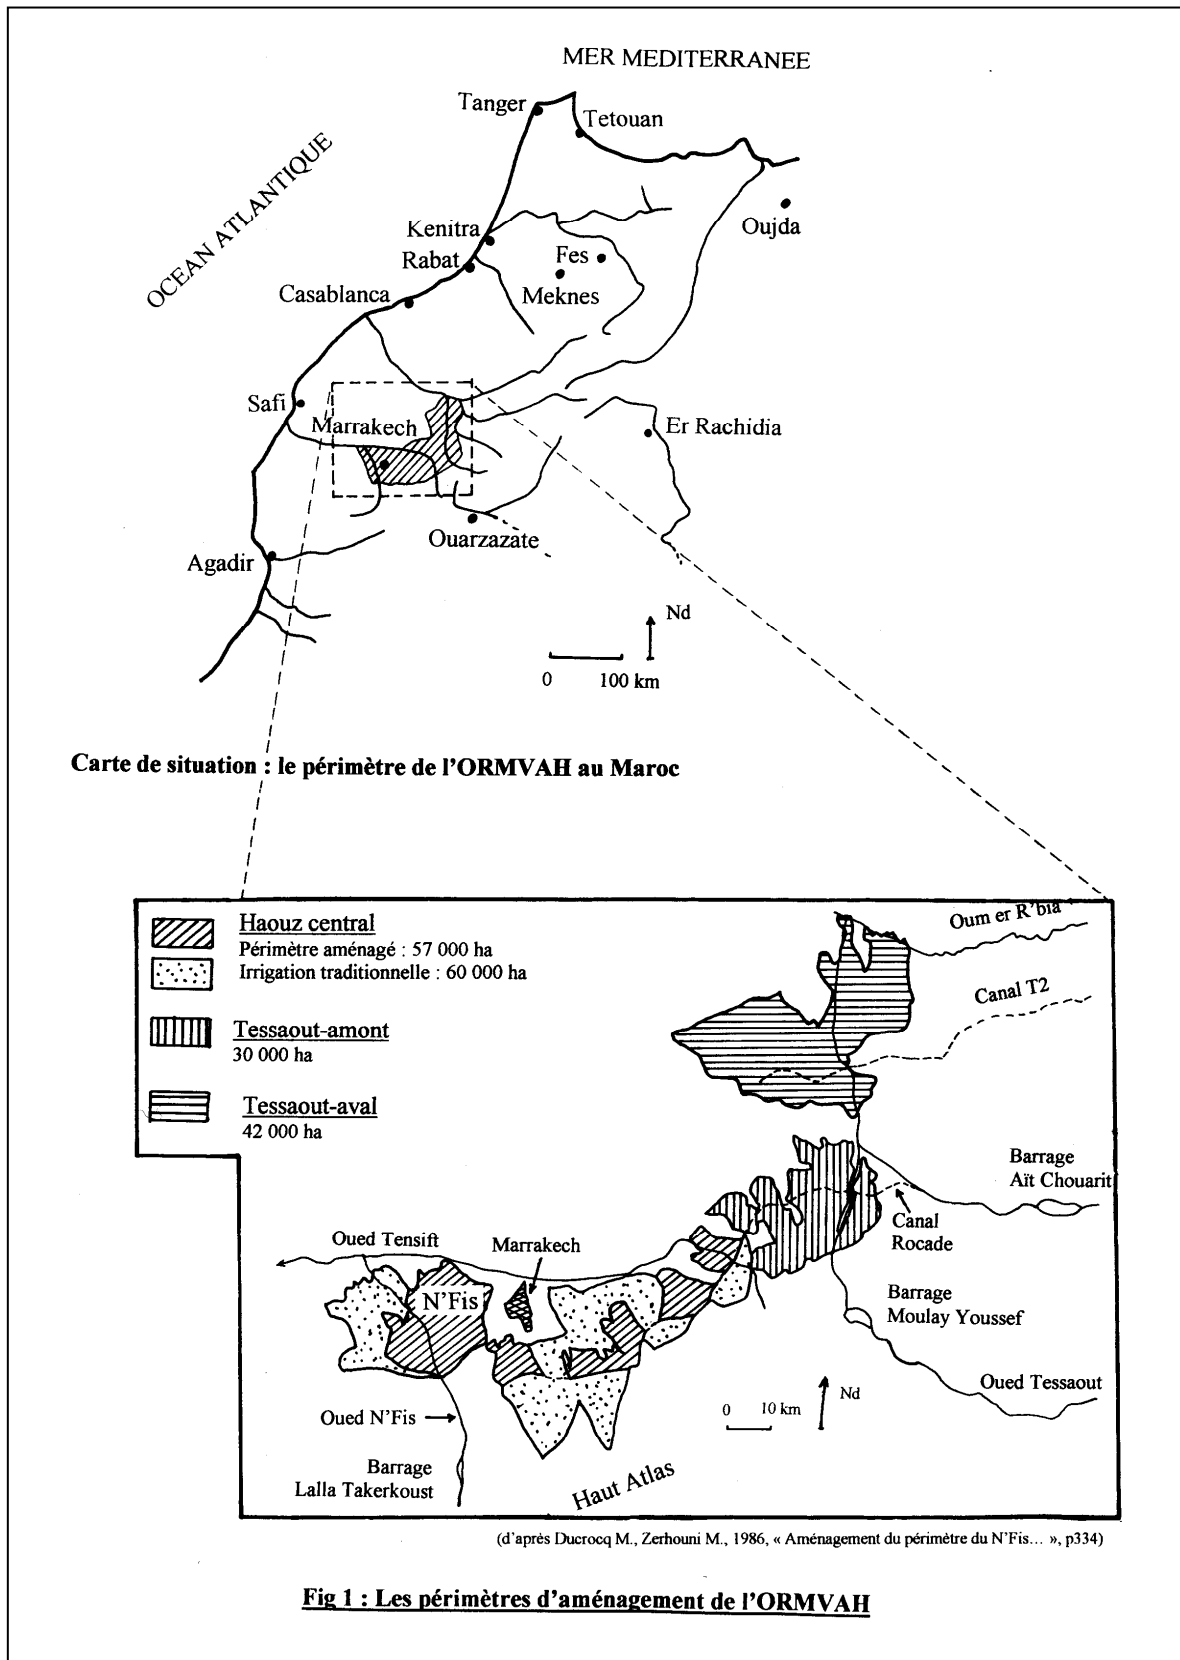 MER MEDITERRANEE
Tanger
Tetouan
OCEAN ATLANTIQUE
Oujda
Kenitra
Fes
Rabat
Meknes
Casablanca
Safi
Marrakech
Er Rachidia
Ouarzazate
Agadir
Nd
0 100 km
Carte de situation : le périmètre de l'ORMVAH au Maroc
Haouz central
Périmètre aménagé : 57 000 ha
Irrigation traditionnelle : 60 000 ha
Tessaout-amont
30 000 ha
Tessaout-aval
42 000 ha
Oum er R'bia
Canal T2
Barrage
Aït Chouarit
Canal
Rocade
Oued Tensift
Marrakech
N'Fis
Barrage
Moulay Youssef
Oued Tessaout
Nd
0 10 km
Oued N'Fis
Barrage
Lalla Takerkoust
Haut Atlas
(d'après Ducrocq M., Zerhouni M., 1986, « Aménagement du périmètre du N'Fis... », p334)
Fig 1 : Les périmètres d'aménagement de l'ORMVAH